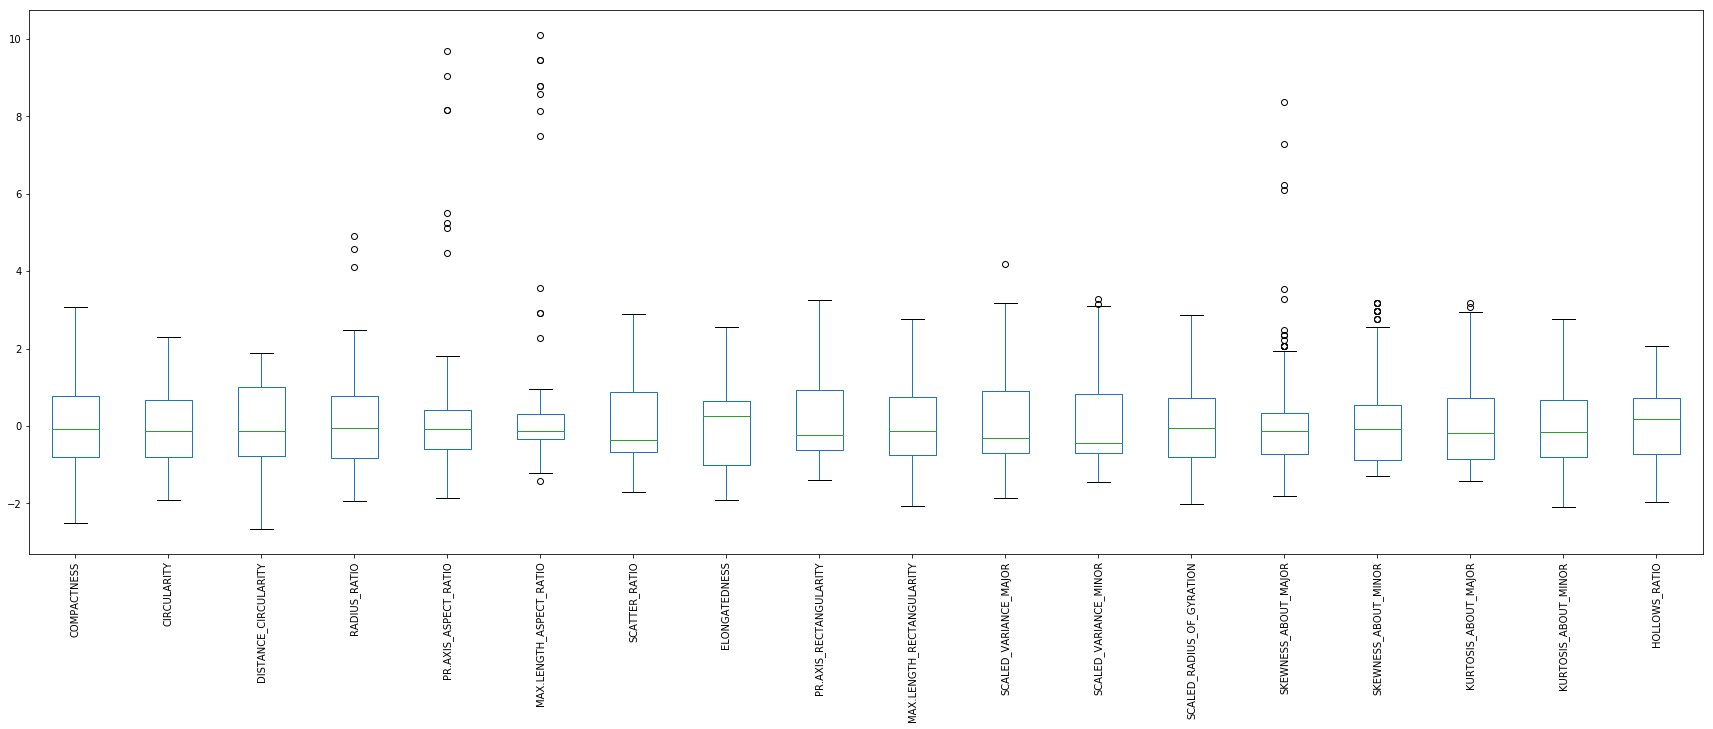 10
8
6
4
2
0
−2
COMPACTNESS
CIRCULARITY
DISTANCE_CIRCULARITY
RADIUS_RATIO
PR.AXIS_ASPECT_RATIO
MAX.LENGTH_ASPECT_RATIO
SCATTER_RATIO
ELONGATEDNESS
PR.AXIS_RECTANGULARITY
MAX.LENGTH_RECTANGULARITY
SCALED_VARIANCE_MAJOR
SCALED_VARIANCE_MINOR
SCALED_RADIUS_OF_GYRATION
SKEWNESS_ABOUT_MAJOR
SKEWNESS_ABOUT_MINOR
KURTOSIS_ABOUT_MAJOR
KURTOSIS_ABOUT_MINOR
HOLLOWS_RATIO